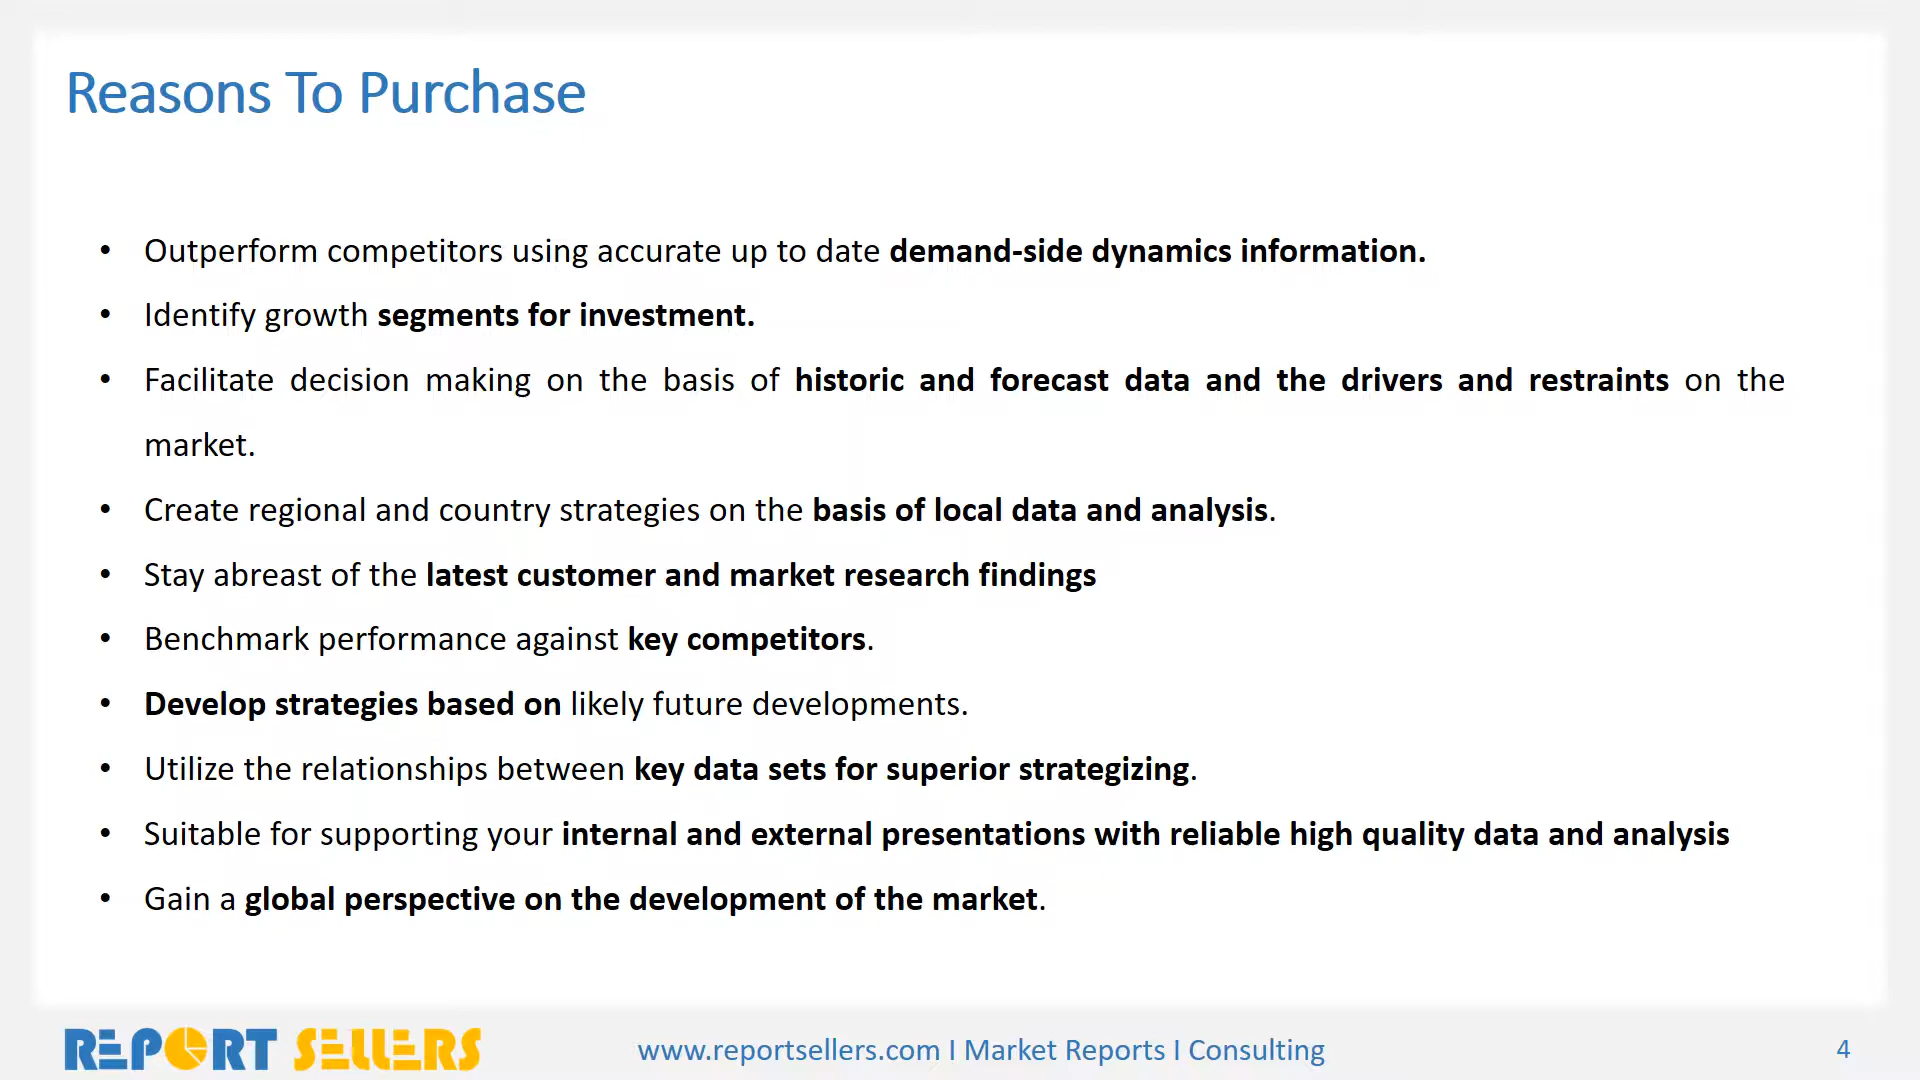 Reasons To Purchase
• Outperform competitors using accurate up to date demand-side dynamics information.
• Identify growth segments for investment.
• Facilitate decision making on the basis of historic and forecast data and the drivers and restraints on the
market.
• Create regional and country strategies on the basis of local data and analysis.
• Stay abreast of the latest customer and market research findings
• Benchmark performance against key competitors.
• Develop strategies based on likely future developments.
• Utilize the relationships between key data sets for superior strategizing.
• Suitable for supporting your internal and external presentations with reliable high quality data and analysis
• Gain a global perspective on the development of the market.
REPORT SELLERS
www.reportsellers.com I Market Reports I Consulting
4